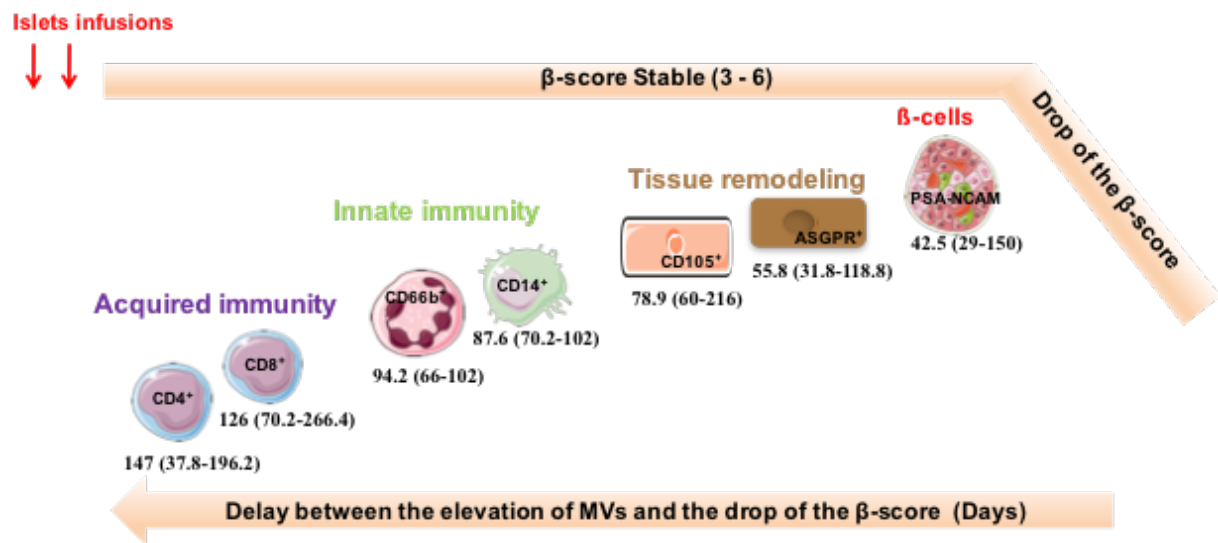 Islets infusions
β-score Stable (3 - 6)
Drop of the β-score
ß-cells
PSA-NCAM
42.5 (29-150)
Tissue remodeling
ASGPR⁺
55.8 (31.8-118.8)
CD105⁺
78.9 (60-216)
Innate immunity
CD14⁺
87.6 (70.2-102)
CD66b⁺
94.2 (66-102)
Acquired immunity
CD8⁺
126 (70.2-266.4)
CD4⁺
147 (37.8-196.2)
Delay between the elevation of MVs and the drop of the β-score (Days)